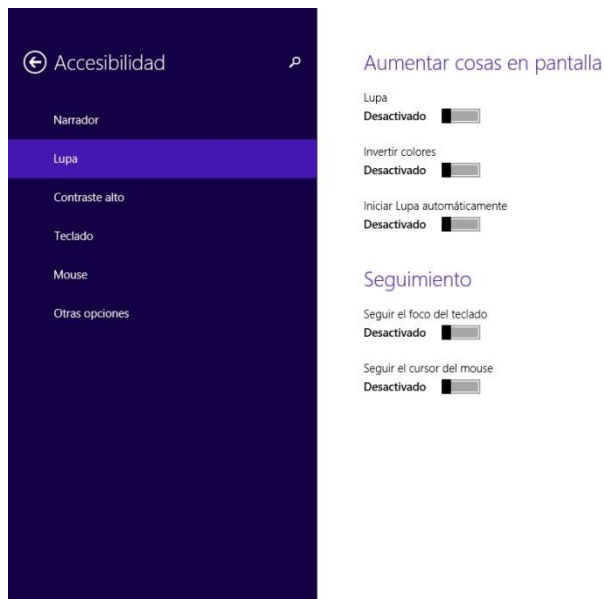 Accesibilidad
Narrador
Lupa
Contraste alto
Teclado
Mouse
Otras opciones
Aumentar cosas en pantalla
Lupa
Desactivado
Invertir colores
Desactivado
Iniciar Lupa automáticamente
Desactivado
Seguimiento
Seguir el foco del teclado
Desactivado
Seguir el cursor del mouse
Desactivado